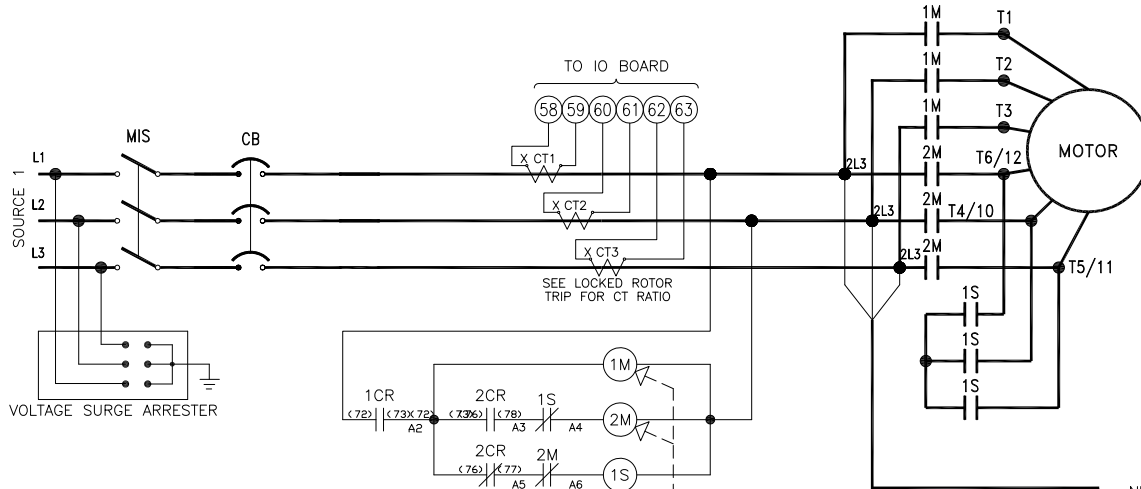 1M T1
1M T2
TO IO BOARD
1M T3
58 59 60 61 62 63
MOTOR
MIS CB
X CT1
L1 2L3 2M T6/12
SOURCE 1
X CT2
L2 2L3 2M T4/10
X CT3
L3 2L3 2M T5/11
SEE LOCKED ROTOR
TRIP FOR CT RATIO
1S
1S
1S
VOLTAGE SURGE ARRESTER
1M
1CR 2CR 1S
(72) (73X72) (78) 2M
A2 A3 A4
2CR 2M
(76) (77) 1S
A5 A6